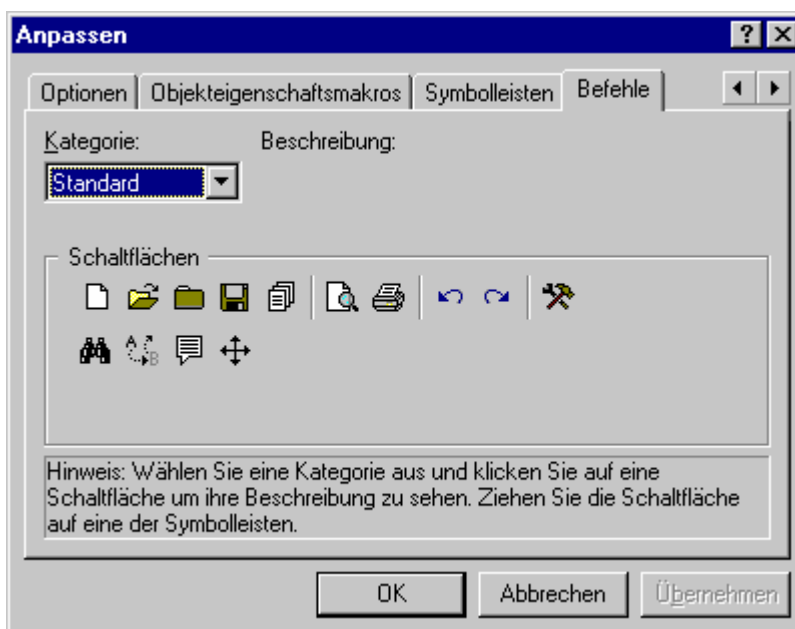 Anpassen
Optionen Objekteigenschaftsmakros Symbolleisten Befehle
Kategorie: Beschreibung:
Standard
Schaltflächen
Hinweis: Wählen Sie eine Kategorie aus und klicken Sie auf eine
Schaltfläche um ihre Beschreibung zu sehen. Ziehen Sie die Schaltfläche
auf eine der Symbolleisten.
OK Abbrechen Übernehmen